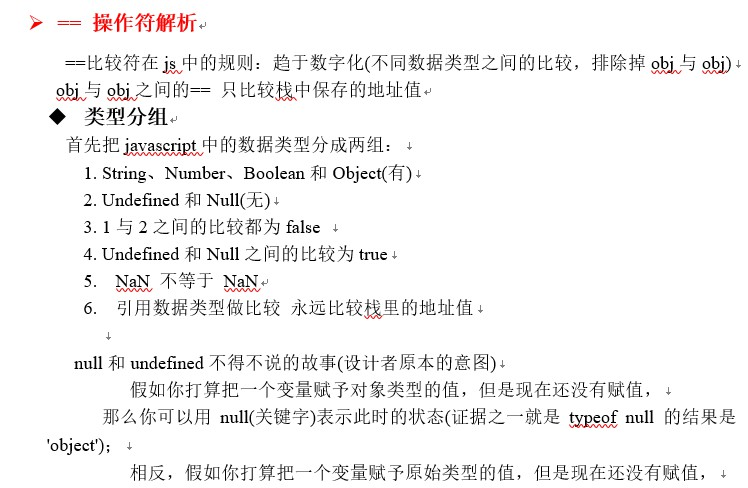 ➢ == 操作符解析
==比较符在 js 中的规则：趋于数字化(不同数据类型之间的比较，排除掉 obj 与 obj)
obj 与 obj 之间的== 只比较栈中保存的地址值
◆ 类型分组
首先把 javascript 中的数据类型分成两组：
1. String、Number、Boolean 和 Object(有)
2. Undefined 和 Null(无)
3. 1 与 2 之间的比较都为 false
4. Undefined 和 Null 之间的比较为 true
5. NaN 不等于 NaN
6. 引用数据类型做比较 永远比较栈里的地址值
null 和 undefined 不得不说的故事(设计者原本的意图)
假如你打算把一个变量赋予对象类型的值，但是现在还没有赋值，
那么你可以用 null(关键字)表示此时的状态(证据之一就是 typeof null 的结果是
'object')；
相反，假如你打算把一个变量赋予原始类型的值，但是现在还没有赋值，